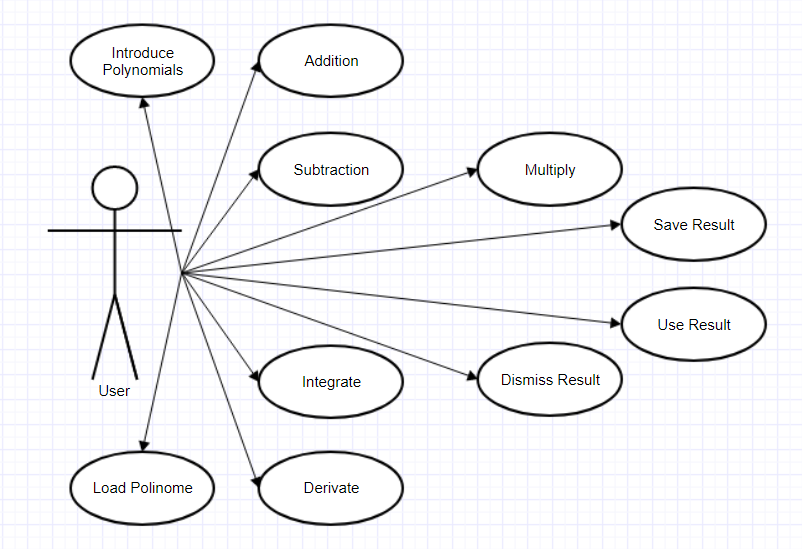 Introduce
Polynomials
Addition
Subtraction
Multiply
Save Result
Use Result
Integrate
Dismiss Result
User
Load Polinome
Derivate